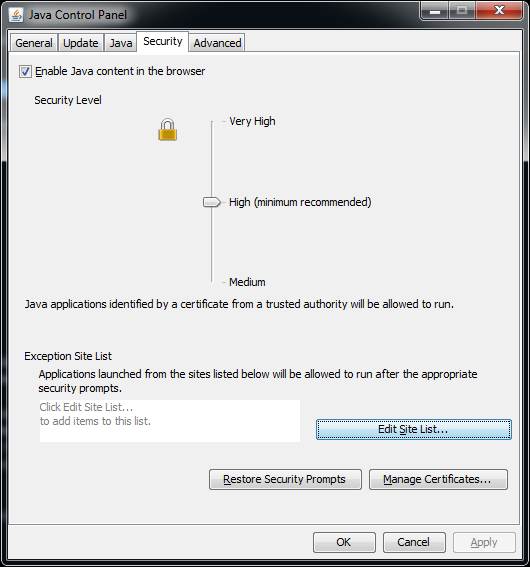 Java Control Panel
General Update Java Security Advanced
Enable Java content in the browser
Security Level
Very High
High (minimum recommended)
Medium
Java applications identified by a certificate from a trusted authority will be allowed to run.
Exception Site List
Applications launched from the sites listed below will be allowed to run after the appropriate
security prompts.
Click Edit Site List...
to add items to this list.
Edit Site List...
Restore Security Prompts Manage Certificates...
OK Cancel Apply